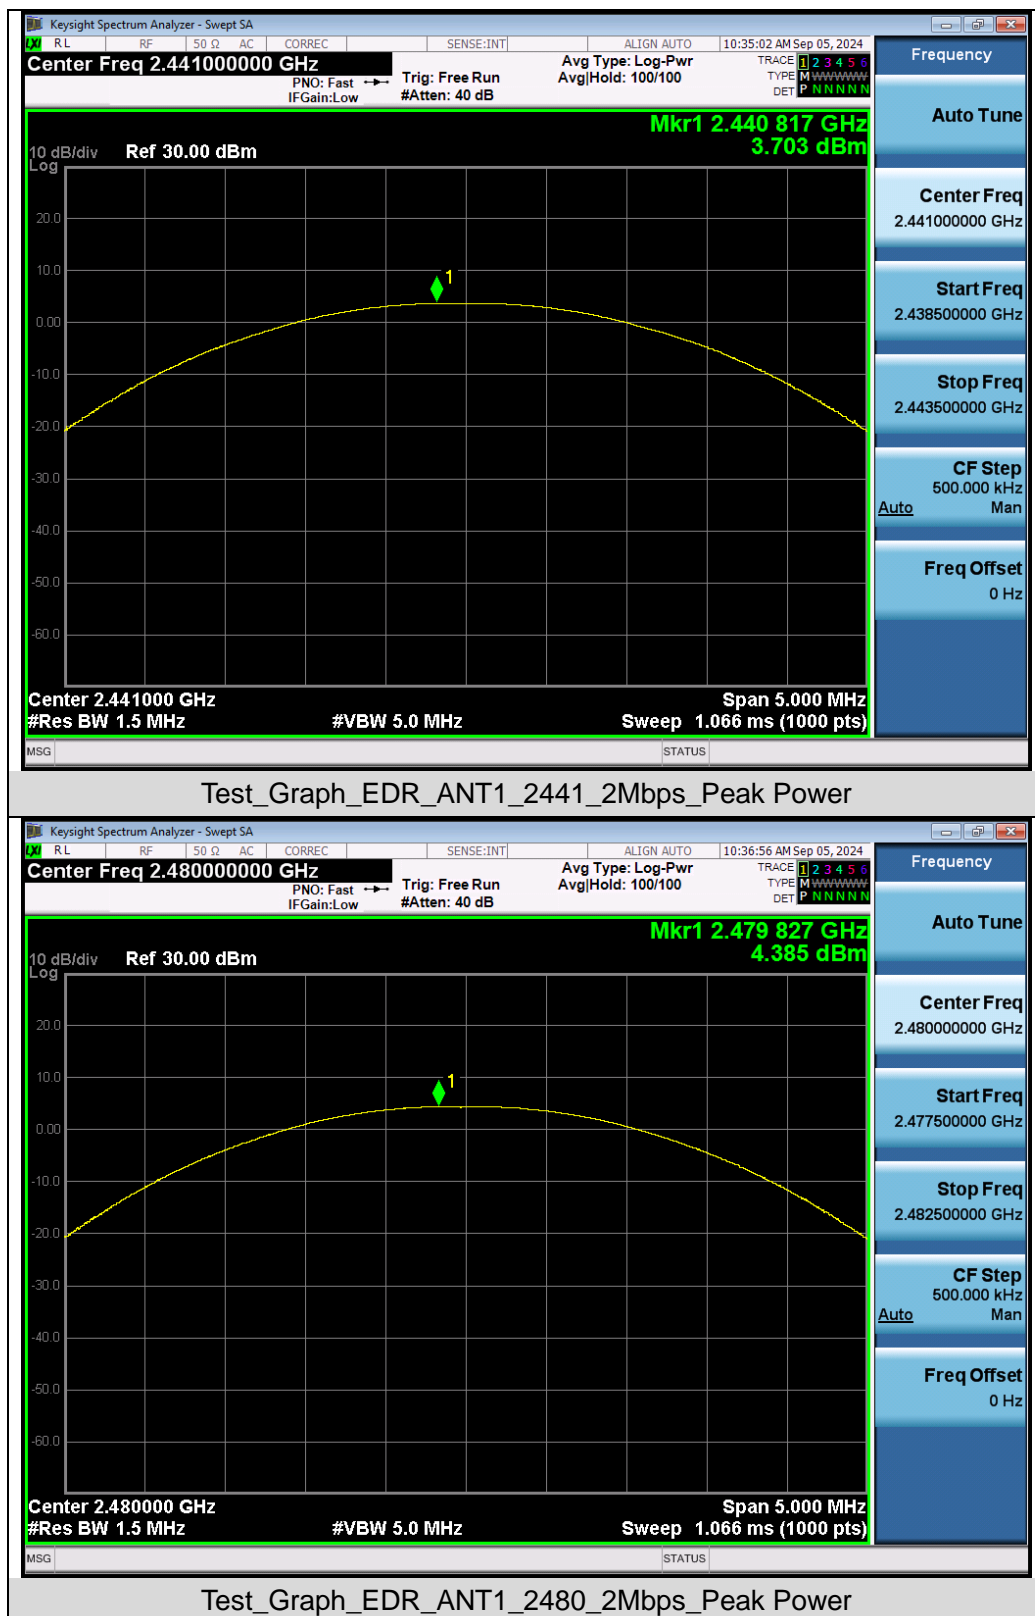 Keysight Spectrum Analyzer - Swept SA
LXI RL RF 50 Ω AC CORREC SENSE:INT ALIGN AUTO 10:35:02 AM Sep 05, 2024
Center Freq 2.441000000 GHz
PNO: Fast
IFGain:Low
Trig: Free Run
#Atten: 40 dB
Avg Type: Log-Pwr
Avg|Hold: 100/100
TRACE 1 2 3 4 5 6
TYPE M WWWWW
DET P N N N N N
Mkr1 2.440 817 GHz
3.703 dBm
10 dB/div Ref 30.00 dBm
Log
20.0
10.0
1
0.00
-10.0
-20.0
-30.0
-40.0
-50.0
-60.0
Center 2.441000 GHz Span 5.000 MHz
#Res BW 1.5 MHz #VBW 5.0 MHz Sweep 1.066 ms (1000 pts)
MSG STATUS
Frequency
Auto Tune
Center Freq
2.441000000 GHz
Start Freq
2.438500000 GHz
Stop Freq
2.443500000 GHz
CF Step
500.000 kHz
Auto Man
Freq Offset
0 Hz
Test_Graph_EDR_ANT1_2441_2Mbps_Peak Power
Keysight Spectrum Analyzer - Swept SA
LXI RL RF 50 Ω AC CORREC SENSE:INT ALIGN AUTO 10:36:56 AM Sep 05, 2024
Center Freq 2.480000000 GHz
PNO: Fast
IFGain:Low
Trig: Free Run
#Atten: 40 dB
Avg Type: Log-Pwr
Avg|Hold: 100/100
TRACE 1 2 3 4 5 6
TYPE M WWWWW
DET P N N N N N
Mkr1 2.479 827 GHz
4.385 dBm
10 dB/div Ref 30.00 dBm
Log
20.0
10.0
1
0.00
-10.0
-20.0
-30.0
-40.0
-50.0
-60.0
Center 2.480000 GHz Span 5.000 MHz
#Res BW 1.5 MHz #VBW 5.0 MHz Sweep 1.066 ms (1000 pts)
MSG STATUS
Frequency
Auto Tune
Center Freq
2.480000000 GHz
Start Freq
2.477500000 GHz
Stop Freq
2.482500000 GHz
CF Step
500.000 kHz
Auto Man
Freq Offset
0 Hz
Test_Graph_EDR_ANT1_2480_2Mbps_Peak Power